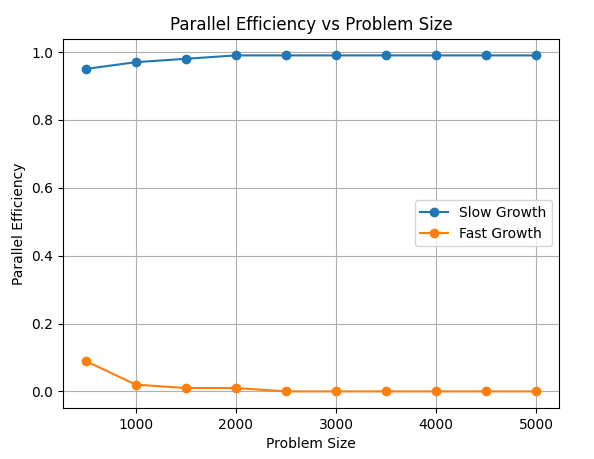 Parallel Efficiency vs Problem Size
1.0
0.8
0.6
0.4
0.2
0.0
Parallel Efficiency
Slow Growth
Fast Growth
1000 2000 3000 4000 5000
Problem Size